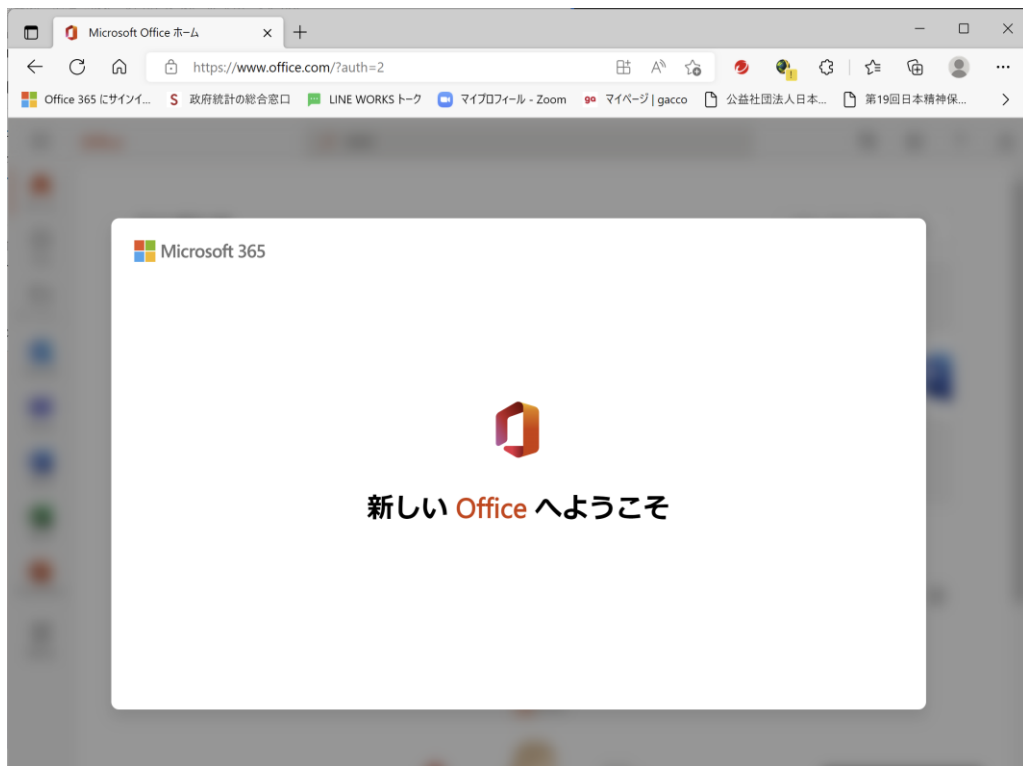 Microsoft Office ホーム
https://www.office.com/?auth=2
Office 365 にサインイ...
政府統計の総合窓口
LINE WORKS トーク
マイプロフィール - Zoom
go マイページ | gacco
公益社団法人日本...
第19回日本精神保...
Microsoft 365
新しい Office へようこそ